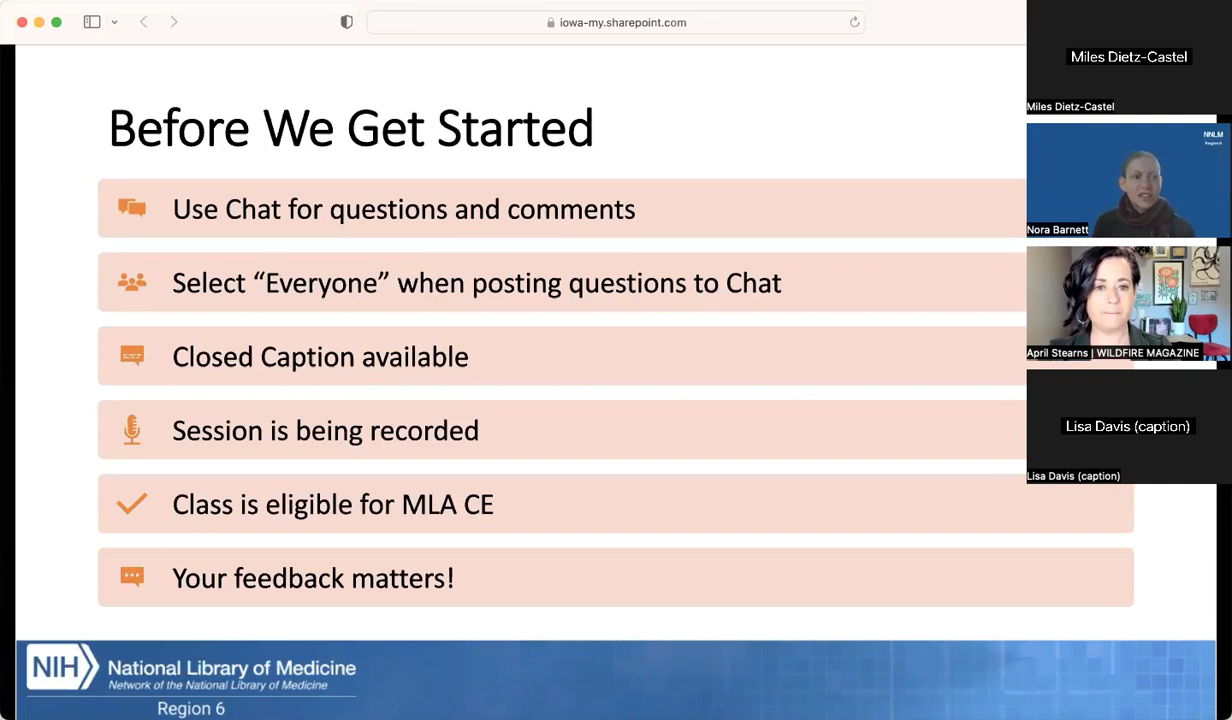 iowa-my.sharepoint.com
Before We Get Started
Use Chat for questions and comments
Select “Everyone” when posting questions to Chat
Closed Caption available
Session is being recorded
Class is eligible for MLA CE
Your feedback matters!
NIH National Library of Medicine
Network of the National Library of Medicine
Region 6
Miles Dietz-Castel
Miles Dietz-Castel
NNLM
Region 6
Nora Barnett
April Stearns | WILDFIRE MAGAZINE
Lisa Davis (caption)
Lisa Davis (caption)